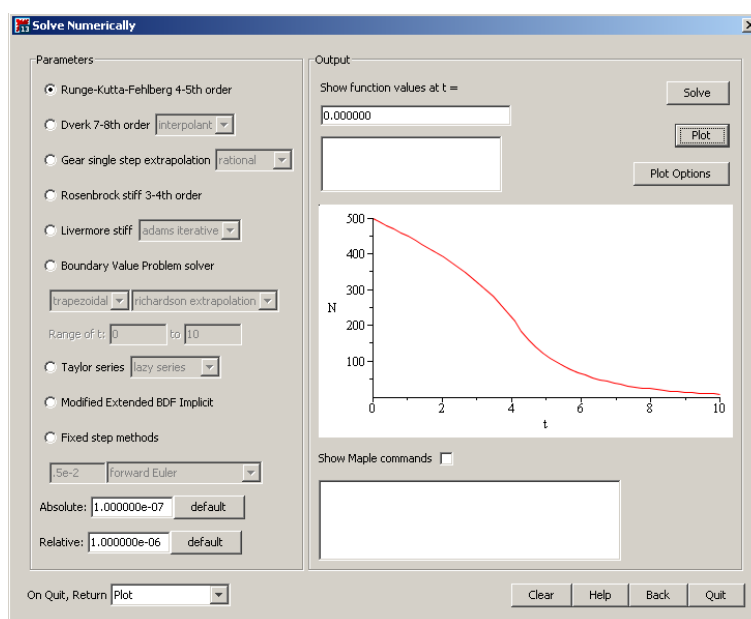 Solve Numerically
Parameters
Runge-Kutta-Fehlberg 4-5th order
Dverk 7-8th order interpolant
Gear single step extrapolation rational
Rosenbrock stiff 3-4th order
Livermore stiff adams iterative
Boundary Value Problem solver
trapezoidal richardson extrapolation
Range of t: 0 to 10
Taylor series lazy series
Modified Extended BDF Implicit
Fixed step methods
.5e-2 forward Euler
Absolute: 1.000000e-07 default
Relative: 1.000000e-06 default
On Quit, Return Plot
Output
Show function values at t =
0.000000
Solve
Plot
Plot Options
500
400
N 300
200
100
0 2 4 6 8 10
t
Show Maple commands
Clear Help Back Quit